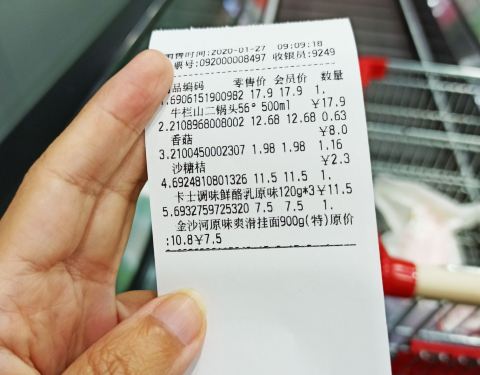 销售时间:2020-01-27 09:09:18
票号:092000008497 收银员:9249
商品编码 零售价 会员价 数量
1.6906151900982 17.9 17.9 1.
牛栏山二锅头56° 500ml ¥17.9
2.2108968008002 12.68 12.68 0.63
香菇 ¥8.0
3.2100450002307 1.98 1.98 1.16
沙糖桔 ¥2.3
4.6924810801326 11.5 11.5 1.
卡士调味鲜酪乳原味120g*3¥11.5
5.6932759725320 7.5 7.5 1.
金沙河原味爽滑挂面900g(特)原价
:10.8¥7.5